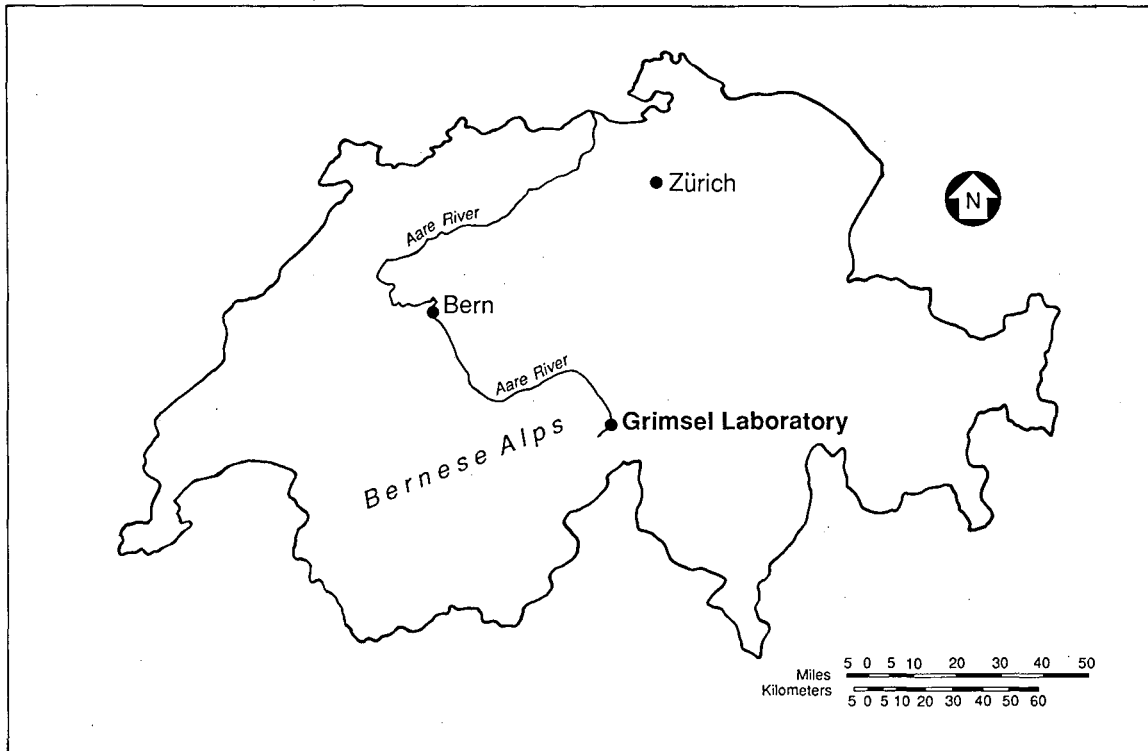 Zürich
N
Aare River
Bern
Aare River
Grimsel Laboratory
Bernese Alps
5 0 5 10 20 30 40 50
Miles
Kilometers
5 0 5 10 20 30 40 50 60